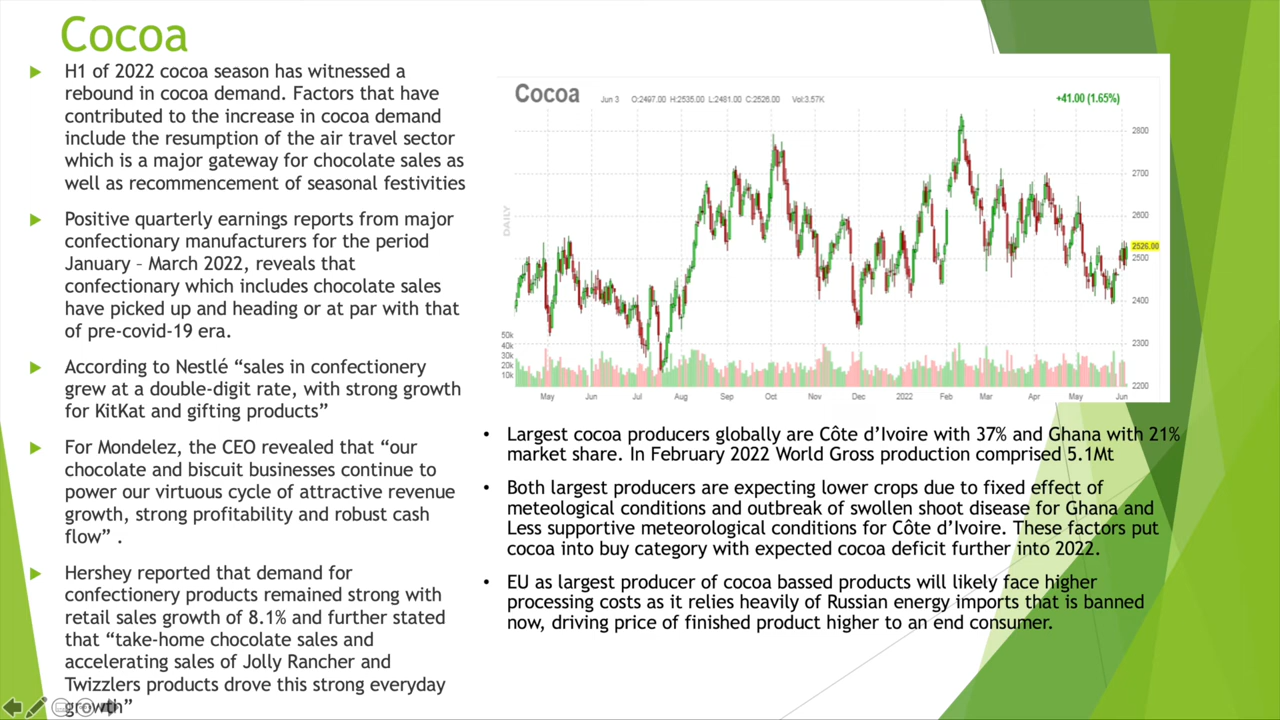 Cocoa
H1 of 2022 cocoa season has witnessed a
rebound in cocoa demand. Factors that have
contributed to the increase in cocoa demand
include the resumption of the air travel sector
which is a major gateway for chocolate sales as
well as recommencement of seasonal festivities
Positive quarterly earnings reports from major
confectionary manufacturers for the period
January – March 2022, reveals that
confectionary which includes chocolate sales
have picked up and heading or at par with that
of pre-covid-19 era.
According to Nestlé “sales in confectionery
grew at a double-digit rate, with strong growth
for KitKat and gifting products”
For Mondelez, the CEO revealed that “our
chocolate and biscuit businesses continue to
power our virtuous cycle of attractive revenue
growth, strong profitability and robust cash
flow” .
Hershey reported that demand for
confectionery products remained strong with
retail sales growth of 8.1% and further stated
that “take-home chocolate sales and
accelerating sales of Jolly Rancher and
Twizzlers products drove this strong everyday
growth”
Cocoa Jun 3 O:2497.00 H:2535.00 L:2481.00 C:2526.00 Vol:3.57K +41.00 (1.65%)
DAILY
2800
2700
2600
2526.00
2500
2400
2300
2200
50k
40k
30k
20k
10k
May Jun Jul Aug Sep Oct Nov Dec 2022 Feb Mar Apr May Jun
• Largest cocoa producers globally are Côte d’Ivoire with 37% and Ghana with 21%
market share. In February 2022 World Gross production comprised 5.1Mt
• Both largest producers are expecting lower crops due to fixed effect of
meteological conditions and outbreak of swollen shoot disease for Ghana and
Less supportive meteorological conditions for Côte d’Ivoire. These factors put
cocoa into buy category with expected cocoa deficit further into 2022.
• EU as largest producer of cocoa bassed products will likely face higher
processing costs as it relies heavily of Russian energy imports that is banned
now, driving price of finished product higher to an end consumer.